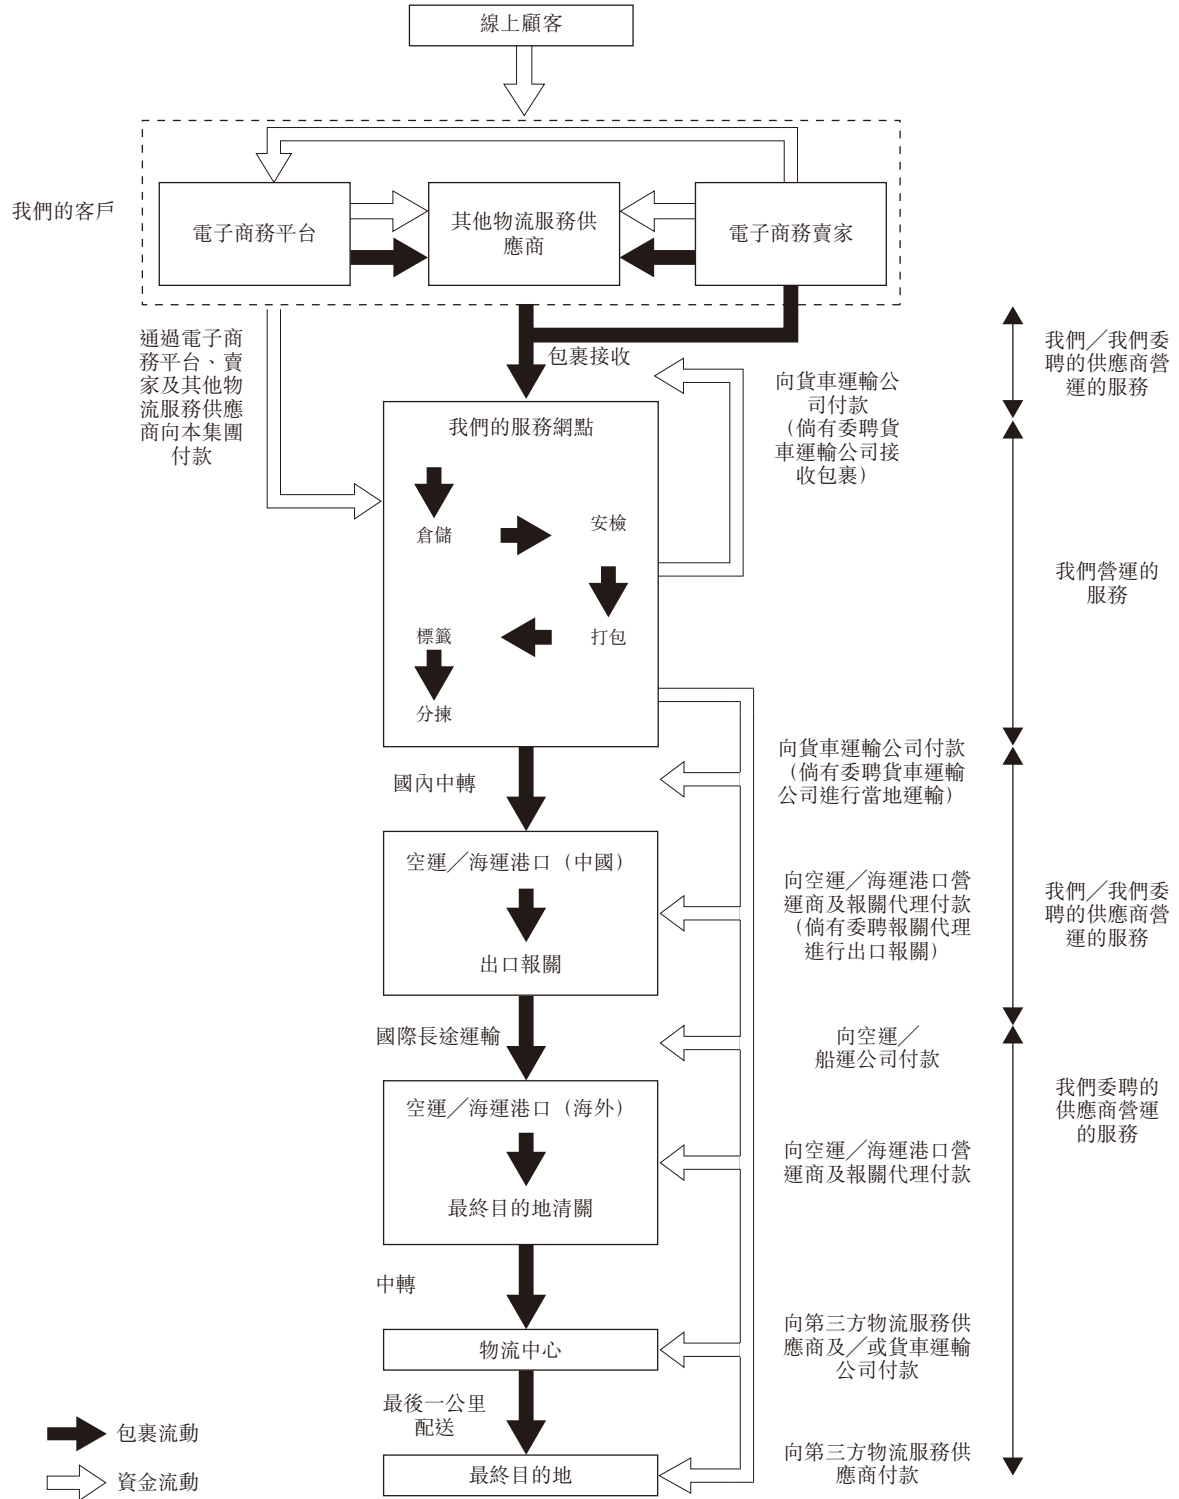 線上顧客
我們的客戶
電子商務平台
其他物流服務供
應商
電子商務賣家
通過電子商
務平台、賣
家及其他物
流服務供應
商向本集團
付款
包裹接收
向貨車運輸公
司付款
（倘有委聘貨
車運輸公司接
收包裹）
我們／我們委
聘的供應商營
運的服務
我們的服務網點
倉儲
安檢
標籤
打包
分揀
我們營運的
服務
國內中轉
向貨車運輸公司付款
（倘有委聘貨車運輸
公司進行當地運輸）
空運／海運港口（中國）
出口報關
向空運／海運港口營
運商及報關代理付款
（倘有委聘報關代理
進行出口報關）
我們／我們委
聘的供應商營
運的服務
國際長途運輸
向空運／
船運公司付款
空運／海運港口（海外）
最終目的地清關
向空運／海運港口營
運商及報關代理付款
我們委聘的
供應商營運
的服務
中轉
物流中心
向第三方物流服務供
應商及／或貨車運輸
公司付款
最後一公里
配送
最終目的地
向第三方物流服務供
應商付款
包裹流動
資金流動